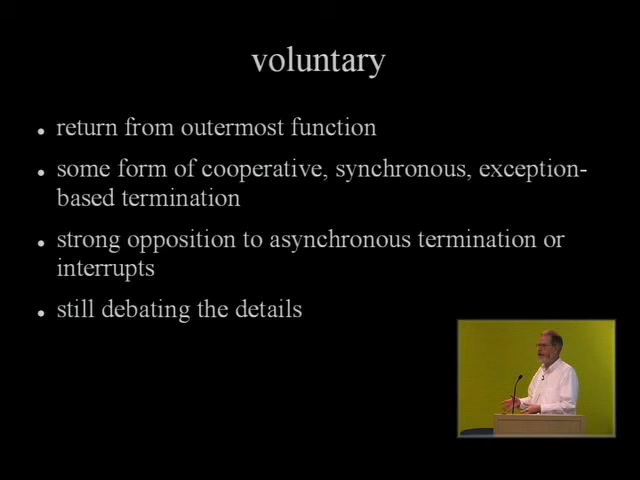 voluntary
• return from outermost function
• some form of cooperative, synchronous, exception-
based termination
• strong opposition to asynchronous termination or
interrupts
• still debating the details